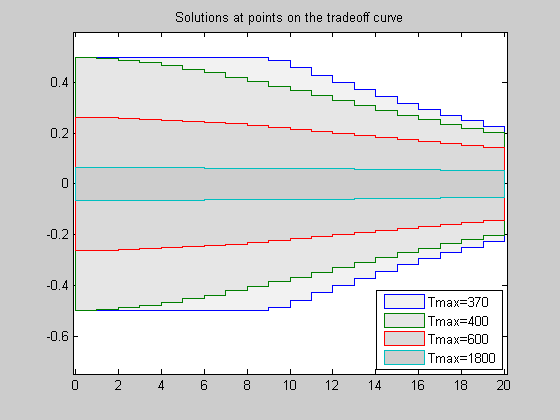 Solutions at points on the tradeoff curve
0.4
0.2
0
-0.2
-0.4
-0.6
Tmax=370
Tmax=400
Tmax=600
Tmax=1800
0 2 4 6 8 10 12 14 16 18 20